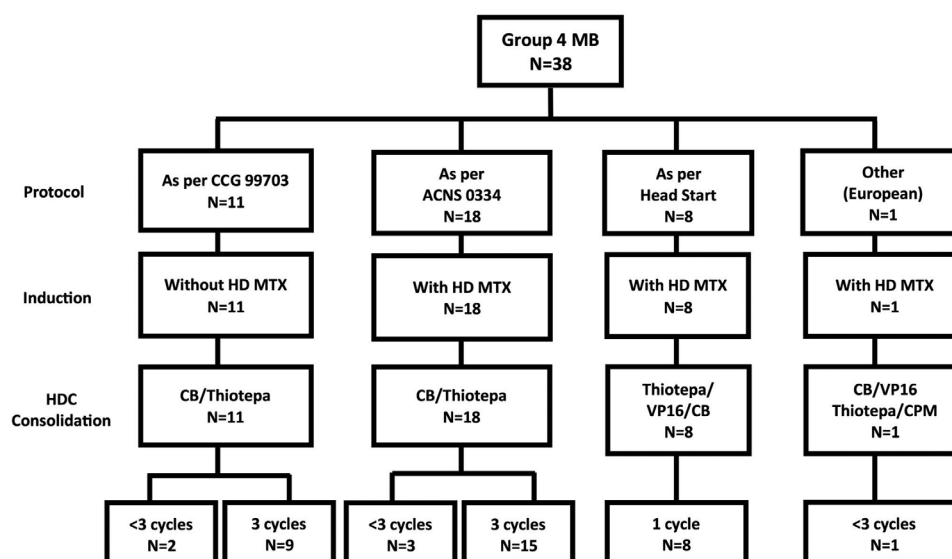 Group 4 MB
N=38
Protocol
As per CCG 99703
N=11
As per
ACNS 0334
N=18
As per
Head Start
N=8
Other
(European)
N=1
Induction
Without HD MTX
N=11
With HD MTX
N=18
With HD MTX
N=8
With HD MTX
N=1
HDC
Consolidation
CB/Thiotepa
N=11
CB/Thiotepa
N=18
Thiotepa/
VP16/CB
N=8
CB/VP16
Thiotepa/CPM
N=1
<3 cycles
N=2
3 cycles
N=9
<3 cycles
N=3
3 cycles
N=15
1 cycle
N=8
<3 cycles
N=1